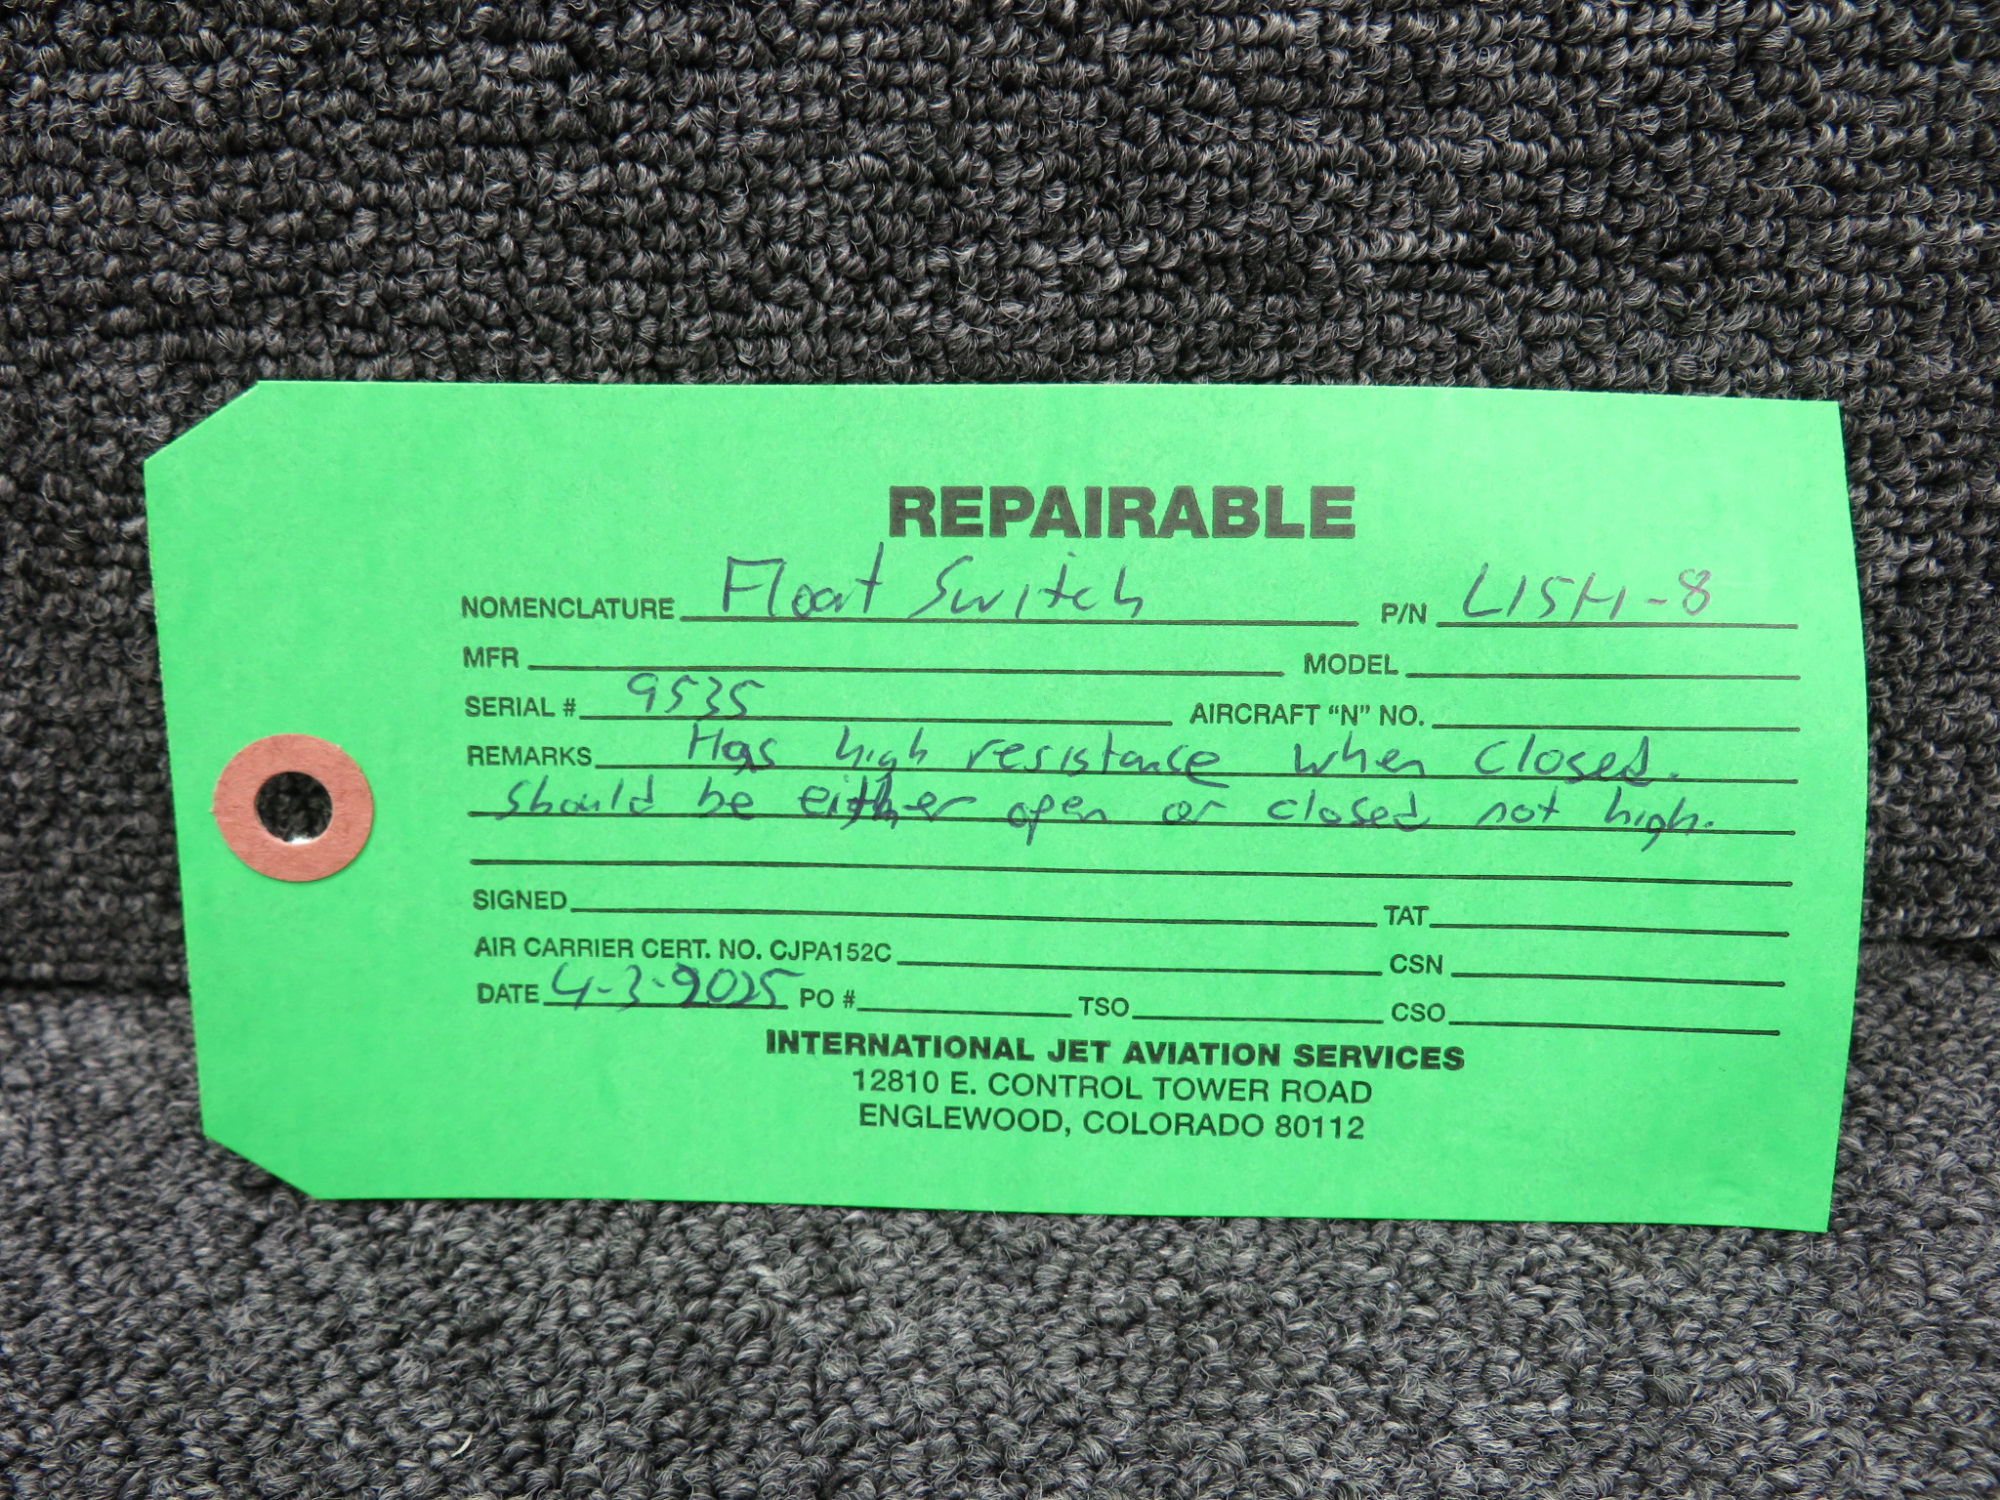 REPAIRABLE
NOMENCLATURE Float Switch P/N L15H-8
MFR MODEL
SERIAL # 9535 AIRCRAFT “N” NO.
REMARKS Has high resistance when closed.
should be either open or closed not high.
SIGNED TAT
AIR CARRIER CERT. NO. CJPA152C CSN
DATE 4-3-2025 PO # TSO CSO
INTERNATIONAL JET AVIATION SERVICES
12810 E. CONTROL TOWER ROAD
ENGLEWOOD, COLORADO 80112